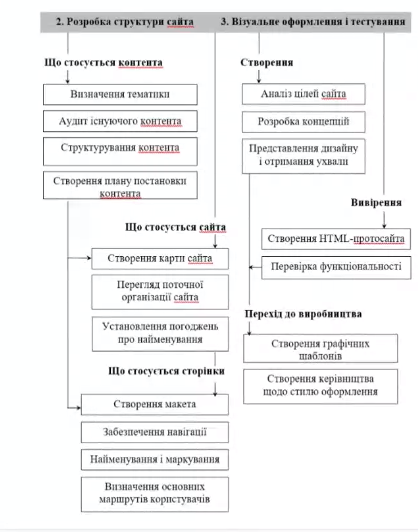 2. Розробка структури сайта
3. Візуальне оформлення і тестування
Що стосується контента
Визначення тематики
Аудит існуючого контента
Структурування контента
Створення плану постановки
контента
Що стосується сайта
Створення карти сайта
Перегляд поточної
організації сайта
Установлення погоджень
про найменування
Що стосується сторінки
Створення макета
Забезпечення навігації
Найменування і маркування
Визначення основних
маршрутів користувачів
Створення
Аналіз цілей сайта
Розробка концепцій
Представлення дизайну
і отримання ухвали
Вивірення
Створення HTML-протосайта
Перевірка функціональності
Перехід до виробництва
Створення графічних
шаблонів
Створення керівництва
щодо стилю оформлення